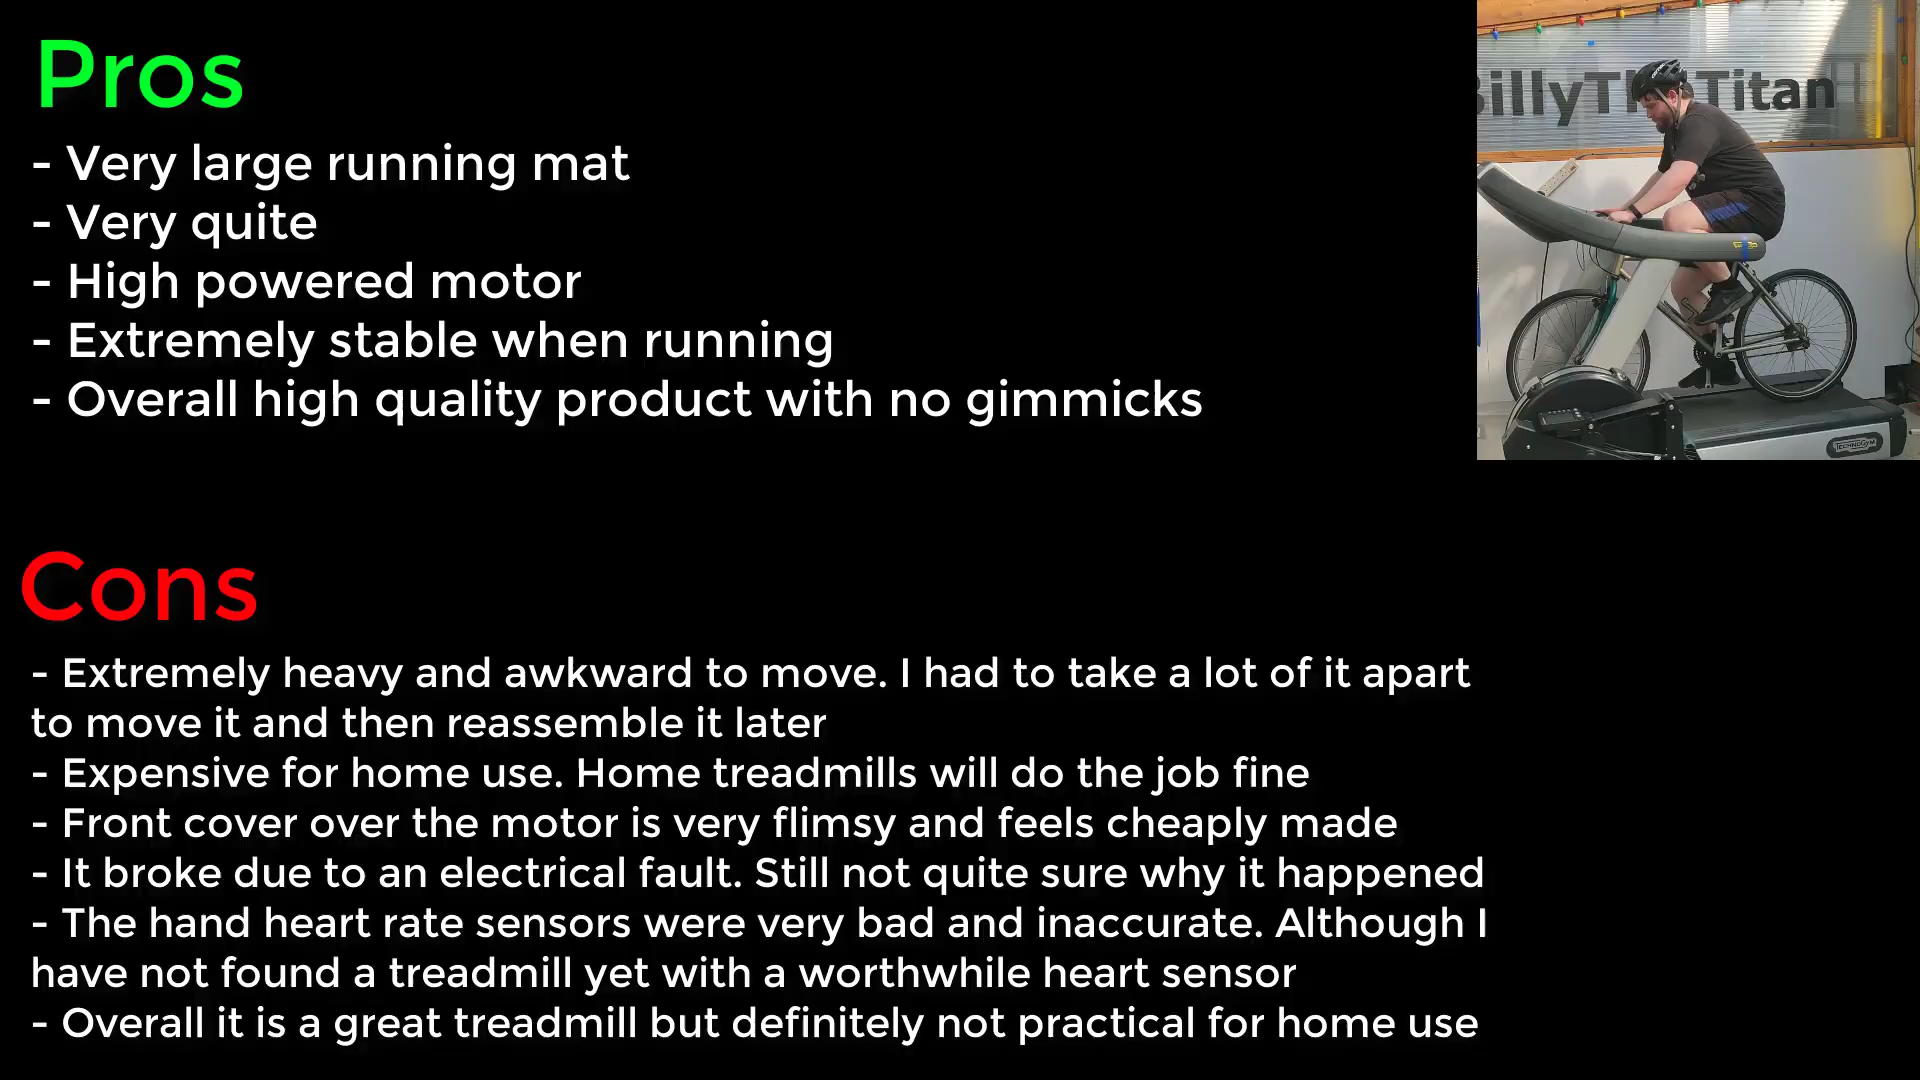 Pros
- Very large running mat
- Very quite
- High powered motor
- Extremely stable when running
- Overall high quality product with no gimmicks
BillyTheTitan
TECHNOGYM
Cons
- Extremely heavy and awkward to move. I had to take a lot of it apart
to move it and then reassemble it later
- Expensive for home use. Home treadmills will do the job fine
- Front cover over the motor is very flimsy and feels cheaply made
- It broke due to an electrical fault. Still not quite sure why it happened
- The hand heart rate sensors were very bad and inaccurate. Although I
have not found a treadmill yet with a worthwhile heart sensor
- Overall it is a great treadmill but definitely not practical for home use